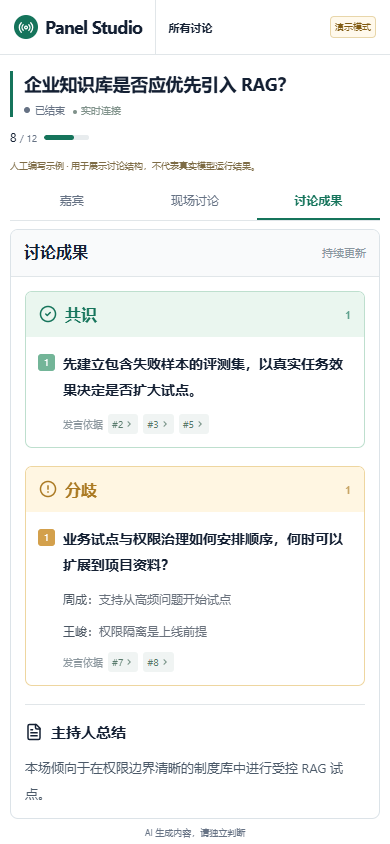 Panel Studio
所有讨论
演示模式
企业知识库是否应优先引入 RAG?
已结束 实时连接
8 / 12
人工编写示例 · 用于展示讨论结构，不代表真实模型运行结果。
嘉宾 现场讨论 讨论成果
讨论成果 持续更新
共识 1
1 先建立包含失败样本的评测集，以真实任务效
果决定是否扩大试点。
发言依据 #2 > #3 > #5 >
分歧 1
1 业务试点与权限治理如何安排顺序，何时可以
扩展到项目资料？
周成：支持从高频问题开始试点
王峻：权限隔离是上线前提
发言依据 #7 > #8 >
主持人总结
本场倾向于在权限边界清晰的制度库中进行受控 RAG 试
点。
AI 生成内容，请独立判断